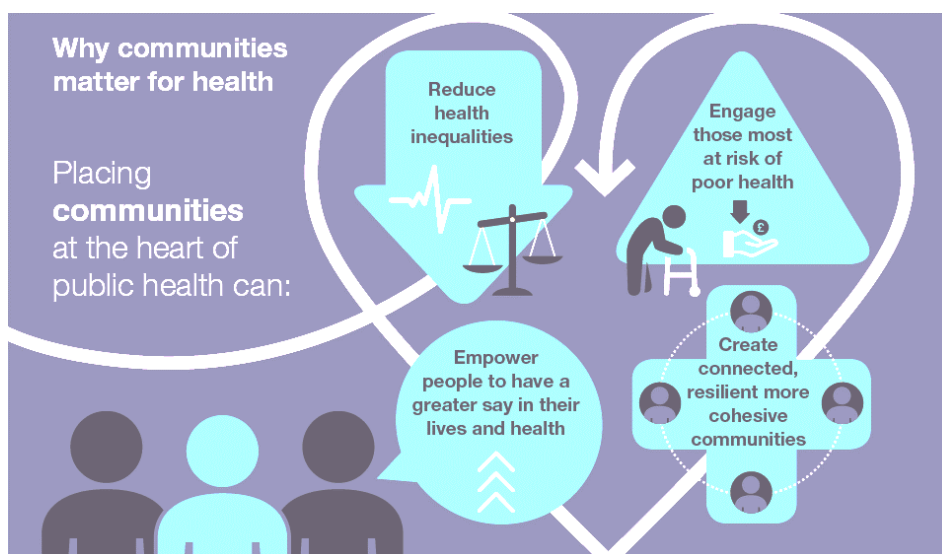 Why communities
matter for health
Placing
communities
at the heart of
public health can:
Reduce
health
inequalities
Engage
those most
at risk of
poor health
£
Empower
people to have a
greater say in their
lives and health
Create
connected,
resilient more
cohesive
communities